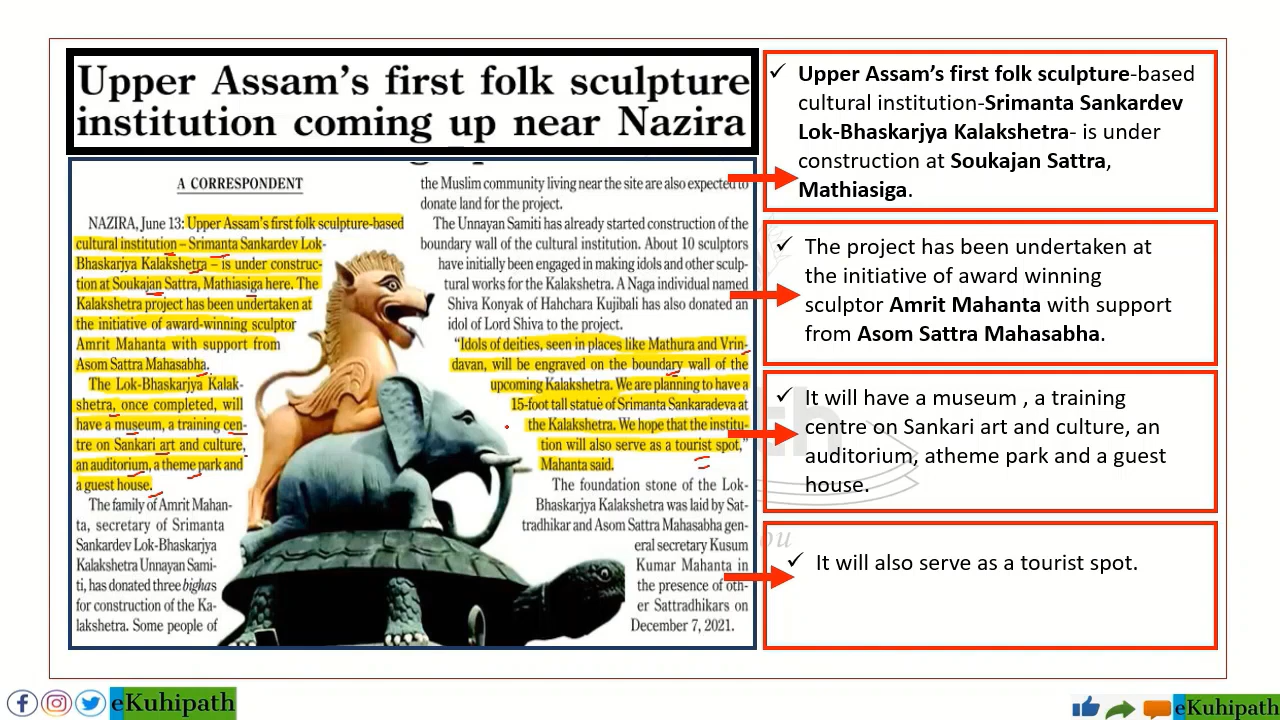 Upper Assam's first folk sculpture
institution coming up near Nazira
A CORRESPONDENT
NAZIRA, June 13: Upper Assam's first folk sculpture-based
cultural institution – Srimanta Sankardev Lok-
Bhaskarjya Kalakshetra – is under construc-
tion at Soukajan Sattra, Mathiasiga here. The
Kalakshetra project has been undertaken at
the initiative of award-winning sculptor
Amrit Mahanta with support from
Asom Sattra Mahasabha.
The Lok-Bhaskarjya Kalak-
shetra, once completed, will
have a museum, a training cen-
tre on Sankari art and culture,
an auditorium, a theme park and
a guest house.
The family of Amrit Mahan-
ta, secretary of Srimanta
Sankardev Lok-Bhaskarjya
Kalakshetra Unnayan Sami-
ti, has donated three bighas
for construction of the Ka-
lakshetra. Some people of
the Muslim community living near the site are also expected to
donate land for the project.
The Unnayan Samiti has already started construction of the
boundary wall of the cultural institution. About 10 sculptors
have initially been engaged in making idols and other sculp-
tural works for the Kalakshetra. A Naga individual named
Shiva Konyak of Hahchara Kujibali has also donated an
idol of Lord Shiva to the project.
"Idols of deities, seen in places like Mathura and Vrin-
davan, will be engraved on the boundary wall of the
upcoming Kalakshetra. We are planning to have a
15-foot tall statue of Srimanta Sankaradeva at
the Kalakshetra. We hope that the institu-
tion will also serve as a tourist spot,"
Mahanta said.
The foundation stone of the Lok-
Bhaskarjya Kalakshetra was laid by Sat-
tradhikar and Asom Sattra Mahasabha gen-
eral secretary Kusum
Kumar Mahanta in
the presence of oth-
er Sattradhikars on
December 7, 2021.
✓ Upper Assam's first folk sculpture-based
cultural institution-Srimanta Sankardev
Lok-Bhaskarjya Kalakshetra- is under
construction at Soukajan Sattra,
Mathiasiga.
✓ The project has been undertaken at
the initiative of award winning
sculptor Amrit Mahanta with support
from Asom Sattra Mahasabha.
✓ It will have a museum , a training
centre on Sankari art and culture, an
auditorium, atheme park and a guest
house.
✓ It will also serve as a tourist spot.
eKuhipath
eKuhipath